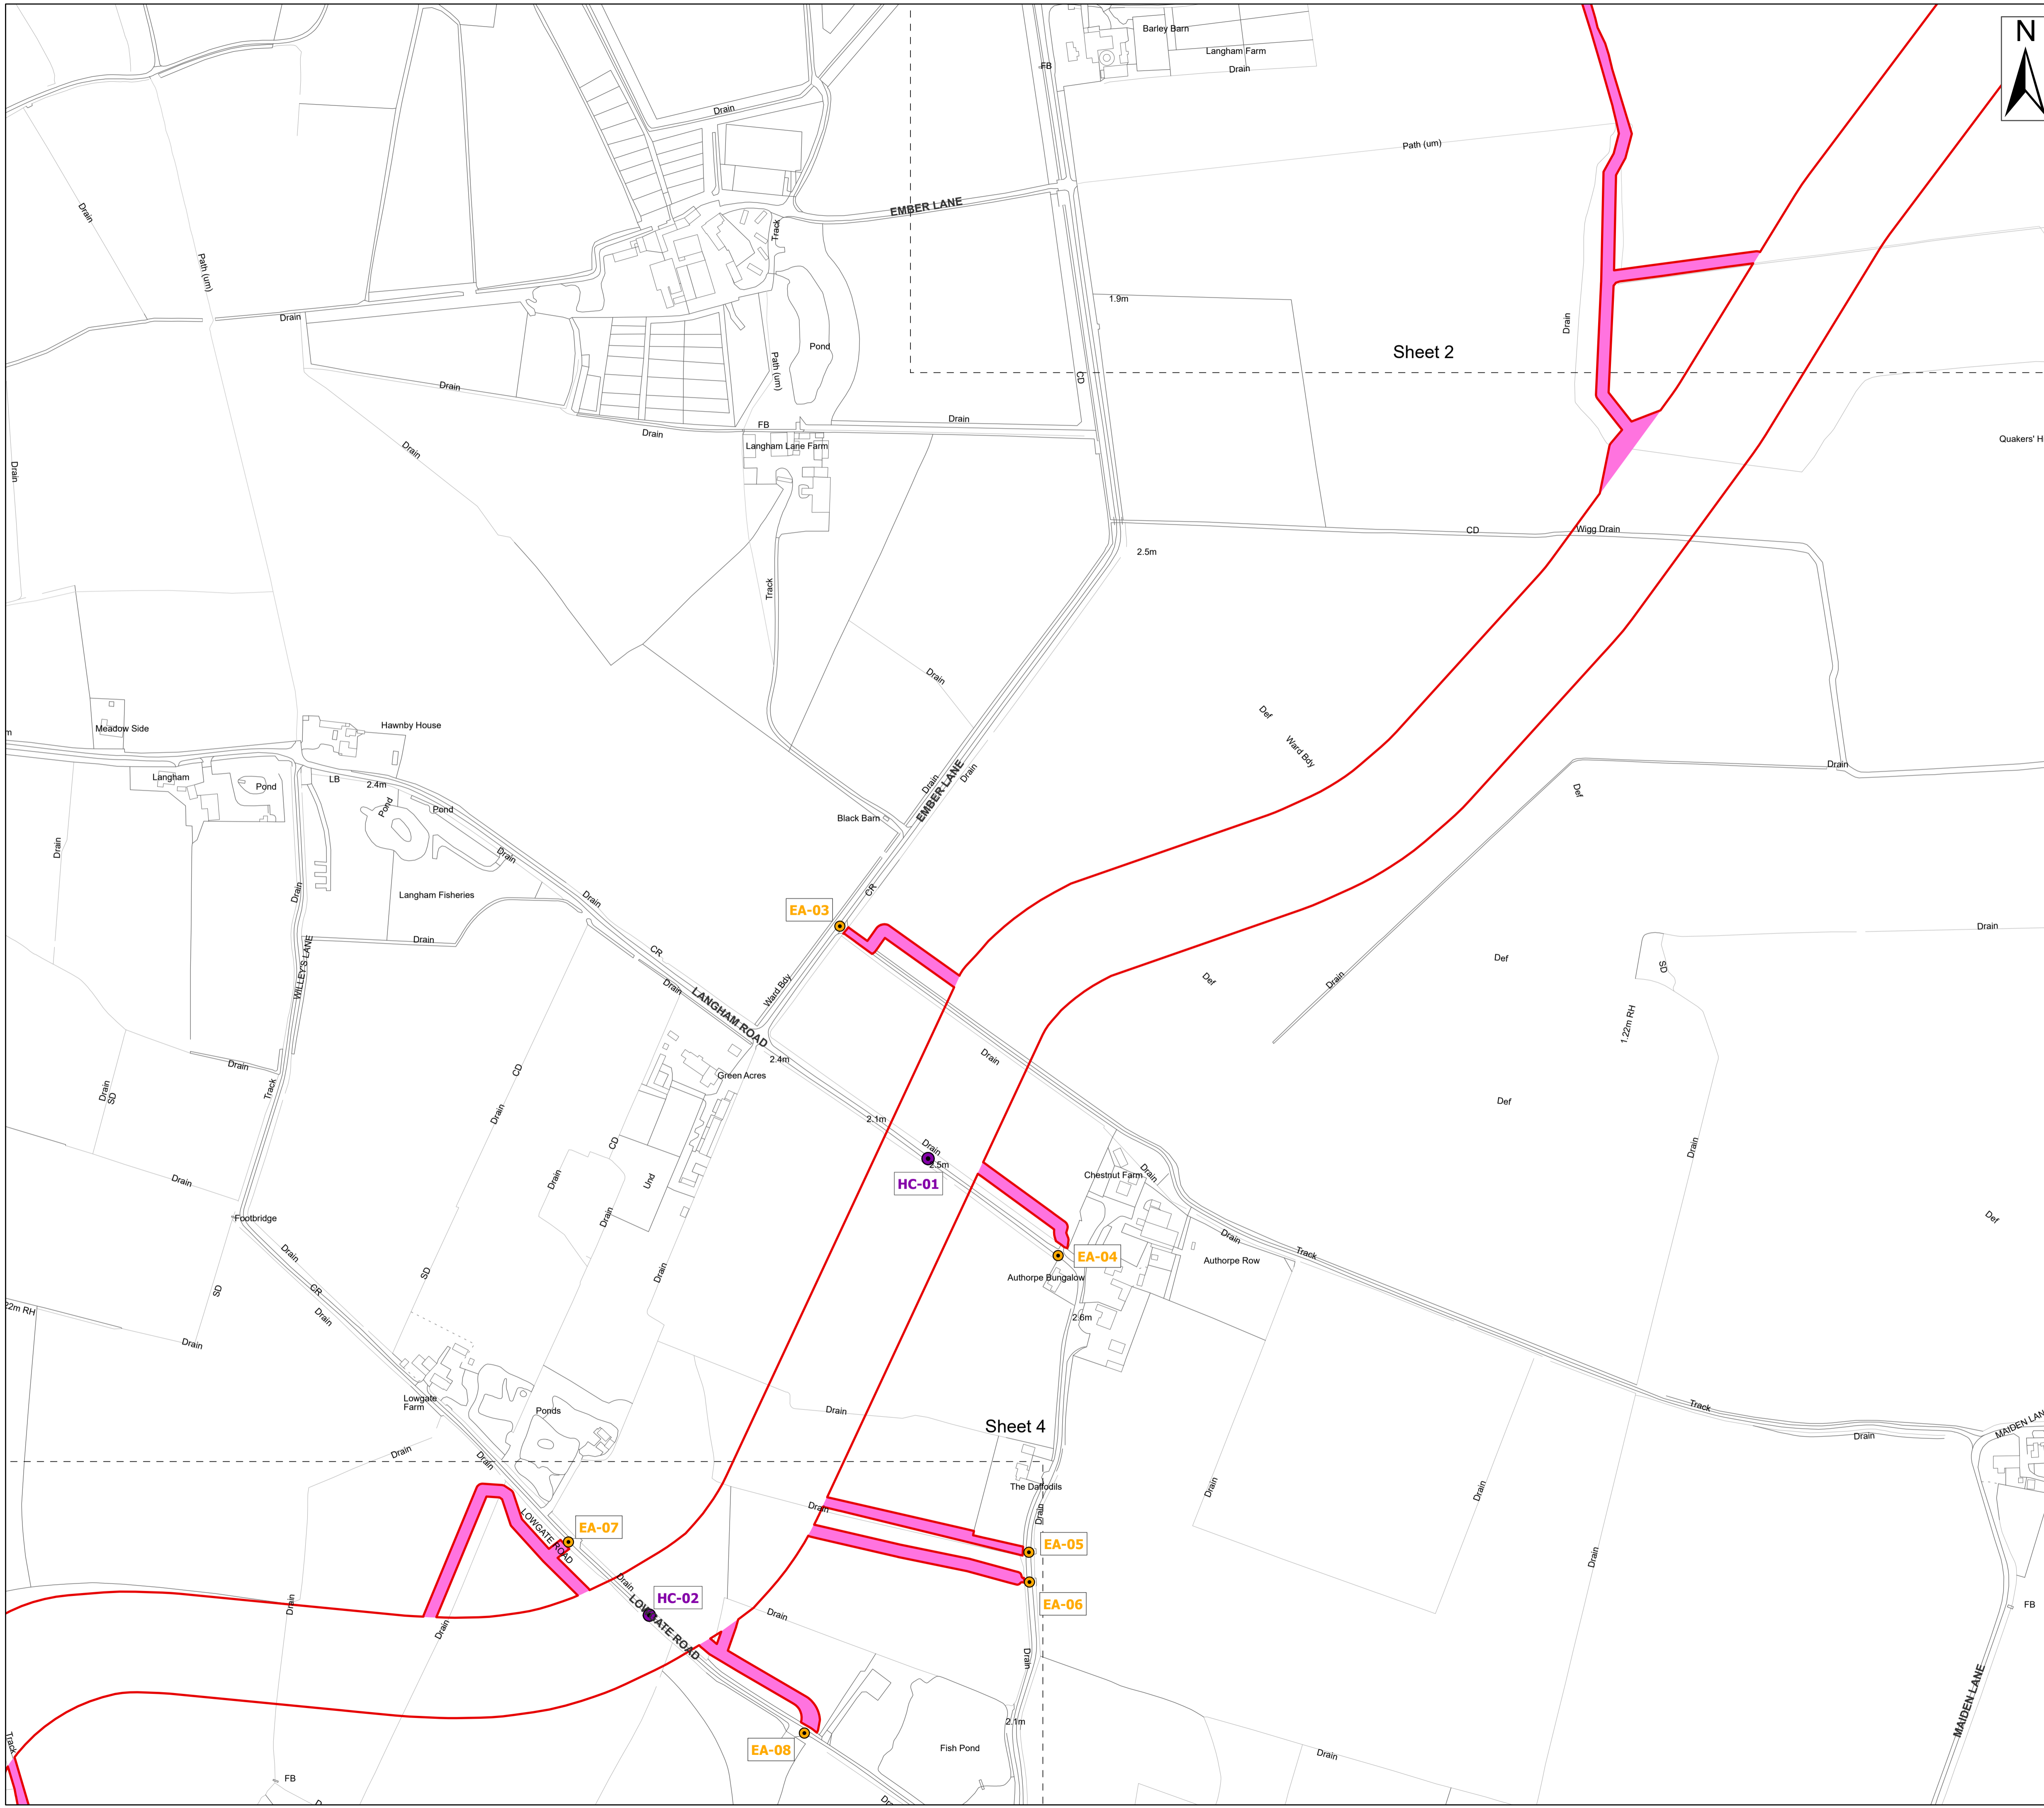 Barley Barn
N
Langham Farm
FB
Drain
Drain
Path (um)
EMBER LANE
Drain
Track
Path (um)
1.9m
Drain
Drain
Pond
Sheet 2
Path (um)
CD
Drain
Drain
FB
Drain
Langham Lane Farm
Quakers' H
Drain
Drain
CD
Wigg Drain
2.5m
Track
Drain
Def
Meadow Side
Hawnby House
m
Ward Bdy
Drain
Langham
Pond
LB
2.4m
Pond
Pond
Drain
EMBER LANE
Drain
Def
Black Barn
Drain
Drain
Drain
Langham Fisheries
Drain
CR
EA-03
Drain
WILLEY'S LANE
Drain
CR
Def
SD
Drain
Def
Drain
Ward Bdy
LANGHAM ROAD
1.22m RH
Drain
2.4m
Drain
Green Acres
CD
Track
Drain
SD
Def
Drain
2.1m
Drain
CD
Drain
2.5m
HC-01
Chestnut Farm
Drain
Und
Drain
Drain
Footbridge
Drain
Def
Drain
Drain
Track
EA-04
Authorpe Row
Drain
SD
Authorpe Bungalow
CR
SD
22m RH
Drain
2.6m
Drain
Lowgate
Farm
Ponds
Drain
Sheet 4
Track
Drain
MAIDEN LAN
Drain
Drain
The Daffodils
Drain
Drain
Drain
Drain
LOWGATE ROAD
EA-07
EA-05
Drain
Drain
EA-06
HC-02
LOWGATE ROAD
Drain
Drain
Drain
FB
Drain
MAIDEN LANE
2.1m
Track
EA-08
Fish Pond
Drain
FB